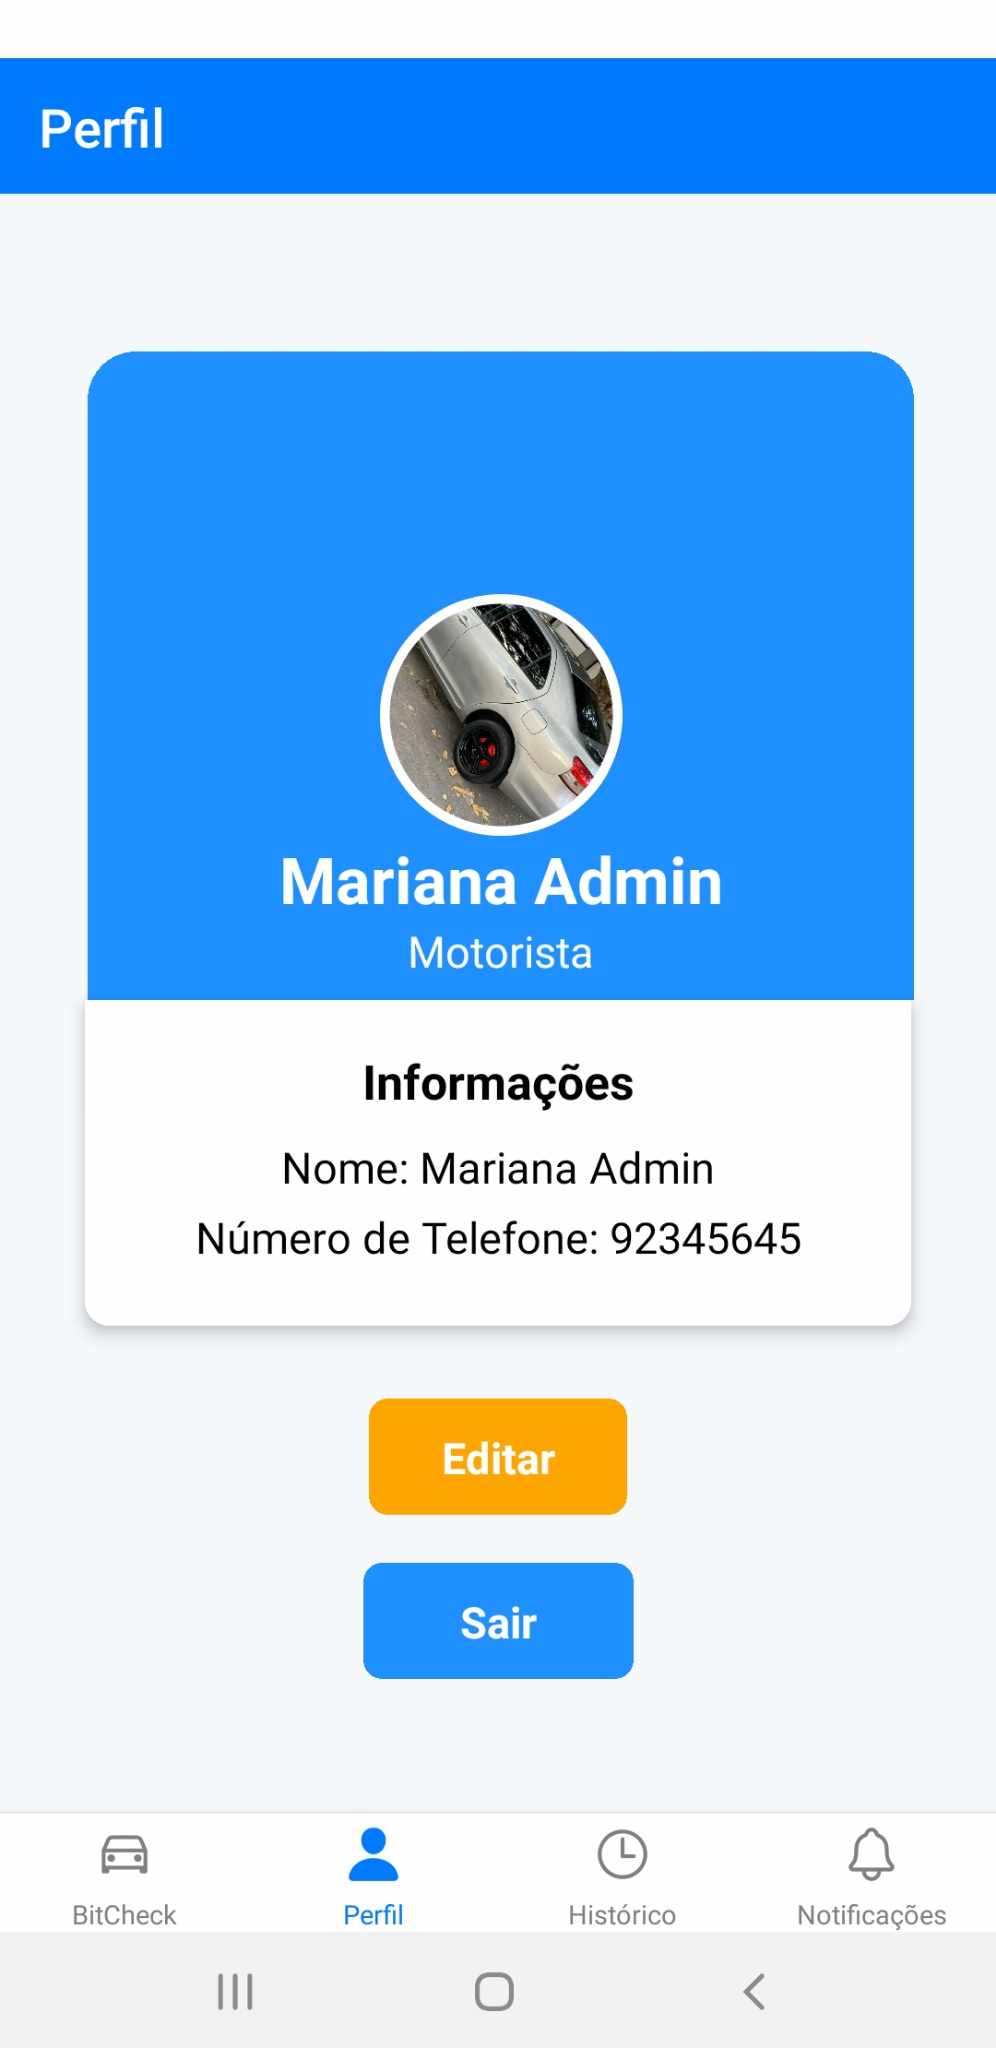 Perfil
Mariana Admin
Motorista
Informações
Nome: Mariana Admin
Número de Telefone: 92345645
Editar
Sair
BitCheck
Perfil
Histórico
Notificações